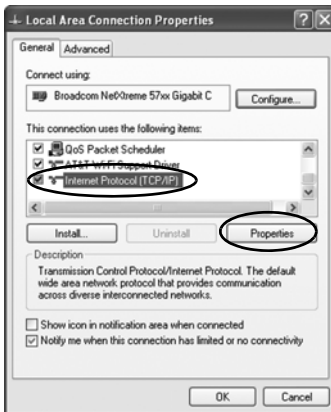 Local Area Connection Properties
General Advanced
Connect using:
Broadcom NetXtreme 57xx Gigabit C
Configure...
This connection uses the following items:
QoS Packet Scheduler
AT&T Wi-Fi Support Driver
Internet Protocol (TCP/IP)
Install... Uninstall Properties
Description
Transmission Control Protocol/Internet Protocol. The default
wide area network protocol that provides communication
across diverse interconnected networks.
Show icon in notification area when connected
Notify me when this connection has limited or no connectivity
OK Cancel